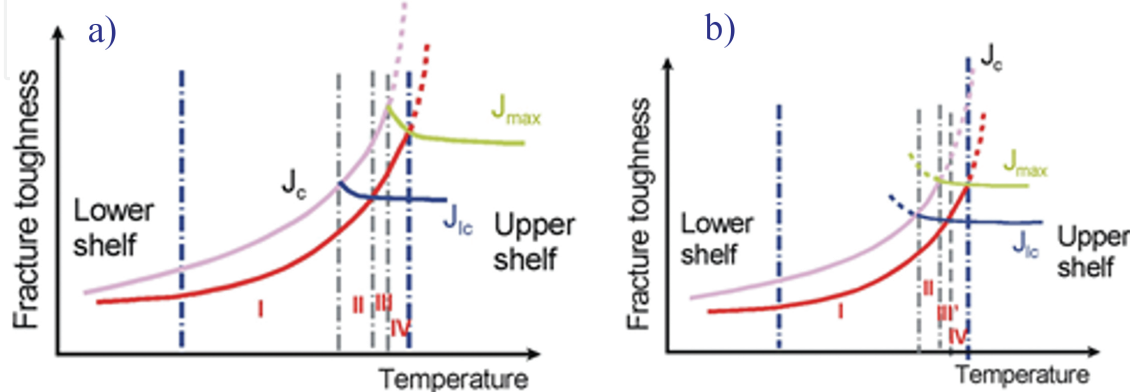 a)
Fracture toughness
Lower
shelf
J_c
J_max
J_Ic
Upper
shelf
I
II
III
IV
Temperature
b)
Fracture toughness
Lower
shelf
J_c
J_max
J_Ic
Upper
shelf
I
II
III'
IV
Temperature